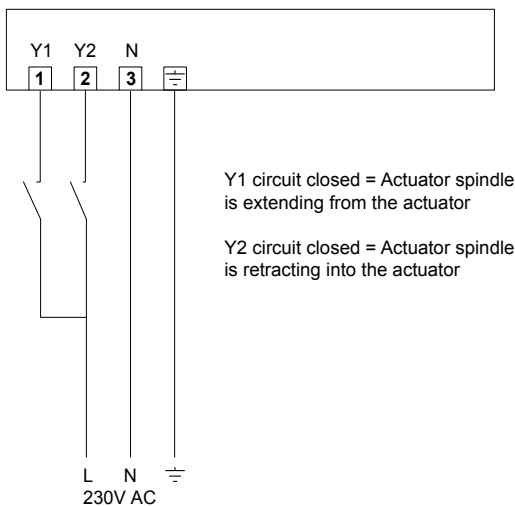 Y1 Y2 N
1 2 3
Y1 circuit closed = Actuator spindle
is extending from the actuator
Y2 circuit closed = Actuator spindle
is retracting into the actuator
L N
230V AC